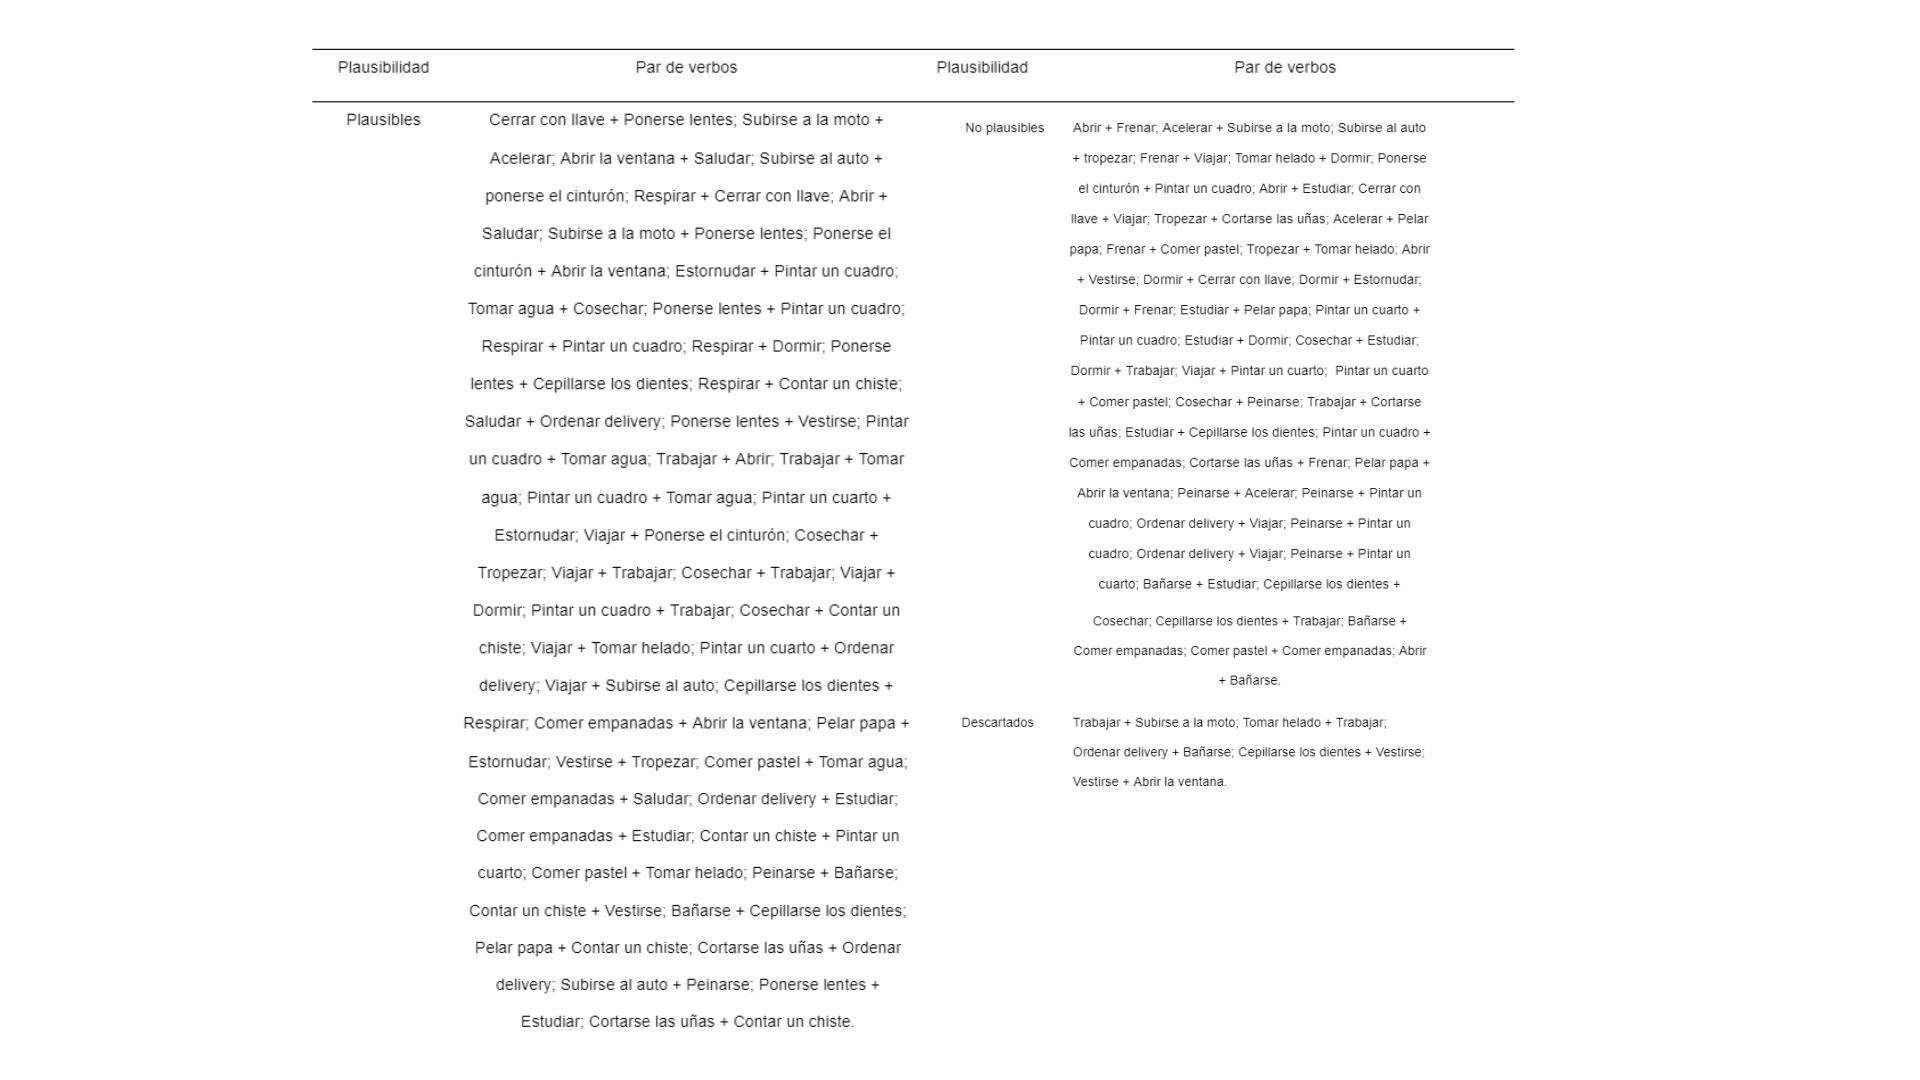 Plausibilidad Par de verbos Plausibilidad Par de verbos
Plausibles
Cerrar con llave + Ponerse lentes; Subirse a la moto +
Acelerar; Abrir la ventana + Saludar; Subirse al auto +
ponerse el cinturón; Respirar + Cerrar con llave; Abrir +
Saludar; Subirse a la moto + Ponerse lentes; Ponerse el
cinturón + Abrir la ventana; Estornudar + Pintar un cuadro;
Tomar agua + Cosechar; Ponerse lentes + Pintar un cuadro;
Respirar + Pintar un cuadro; Respirar + Dormir; Ponerse
lentes + Cepillarse los dientes; Respirar + Contar un chiste;
Saludar + Ordenar delivery; Ponerse lentes + Vestirse; Pintar
un cuadro + Tomar agua; Trabajar + Abrir; Trabajar + Tomar
agua; Pintar un cuadro + Tomar agua; Pintar un cuarto +
Estornudar; Viajar + Ponerse el cinturón; Cosechar +
Tropezar; Viajar + Trabajar; Cosechar + Trabajar; Viajar +
Dormir; Pintar un cuadro + Trabajar; Cosechar + Contar un
chiste; Viajar + Tomar helado; Pintar un cuarto + Ordenar
delivery; Viajar + Subirse al auto; Cepillarse los dientes +
Respirar; Comer empanadas + Abrir la ventana; Pelar papa +
Estornudar; Vestirse + Tropezar; Comer pastel + Tomar agua;
Comer empanadas + Saludar; Ordenar delivery + Estudiar;
Comer empanadas + Estudiar; Contar un chiste + Pintar un
cuarto; Comer pastel + Tomar helado; Peinarse + Bañarse;
Contar un chiste + Vestirse; Bañarse + Cepillarse los dientes;
Pelar papa + Contar un chiste; Cortarse las uñas + Ordenar
delivery; Subirse al auto + Peinarse; Ponerse lentes +
Estudiar; Cortarse las uñas + Contar un chiste.
No plausibles
Abrir + Frenar; Acelerar + Subirse a la moto; Subirse al auto
+ tropezar; Frenar + Viajar; Tomar helado + Dormir; Ponerse
el cinturón + Pintar un cuadro; Abrir + Estudiar; Cerrar con
llave + Viajar; Tropezar + Cortarse las uñas; Acelerar + Pelar
papa; Frenar + Comer pastel; Tropezar + Tomar helado; Abrir
+ Vestirse; Dormir + Cerrar con llave; Dormir + Estornudar;
Dormir + Frenar; Estudiar + Pelar papa; Pintar un cuarto +
Pintar un cuadro; Estudiar + Dormir; Cosechar + Estudiar;
Dormir + Trabajar; Viajar + Pintar un cuarto; Pintar un cuarto
+ Comer pastel; Cosechar + Peinarse; Trabajar + Cortarse
las uñas; Estudiar + Cepillarse los dientes; Pintar un cuadro +
Comer empanadas; Cortarse las uñas + Frenar; Pelar papa +
Abrir la ventana; Peinarse + Acelerar; Peinarse + Pintar un
cuadro; Ordenar delivery + Viajar; Peinarse + Pintar un
cuadro; Ordenar delivery + Viajar; Peinarse + Pintar un
cuarto; Bañarse + Estudiar; Cepillarse los dientes +
Cosechar; Cepillarse los dientes + Trabajar; Bañarse +
Comer empanadas; Comer pastel + Comer empanadas; Abrir
+ Bañarse.
Descartados
Trabajar + Subirse a la moto; Tomar helado + Trabajar;
Ordenar delivery + Bañarse; Cepillarse los dientes + Vestirse;
Vestirse + Abrir la ventana.